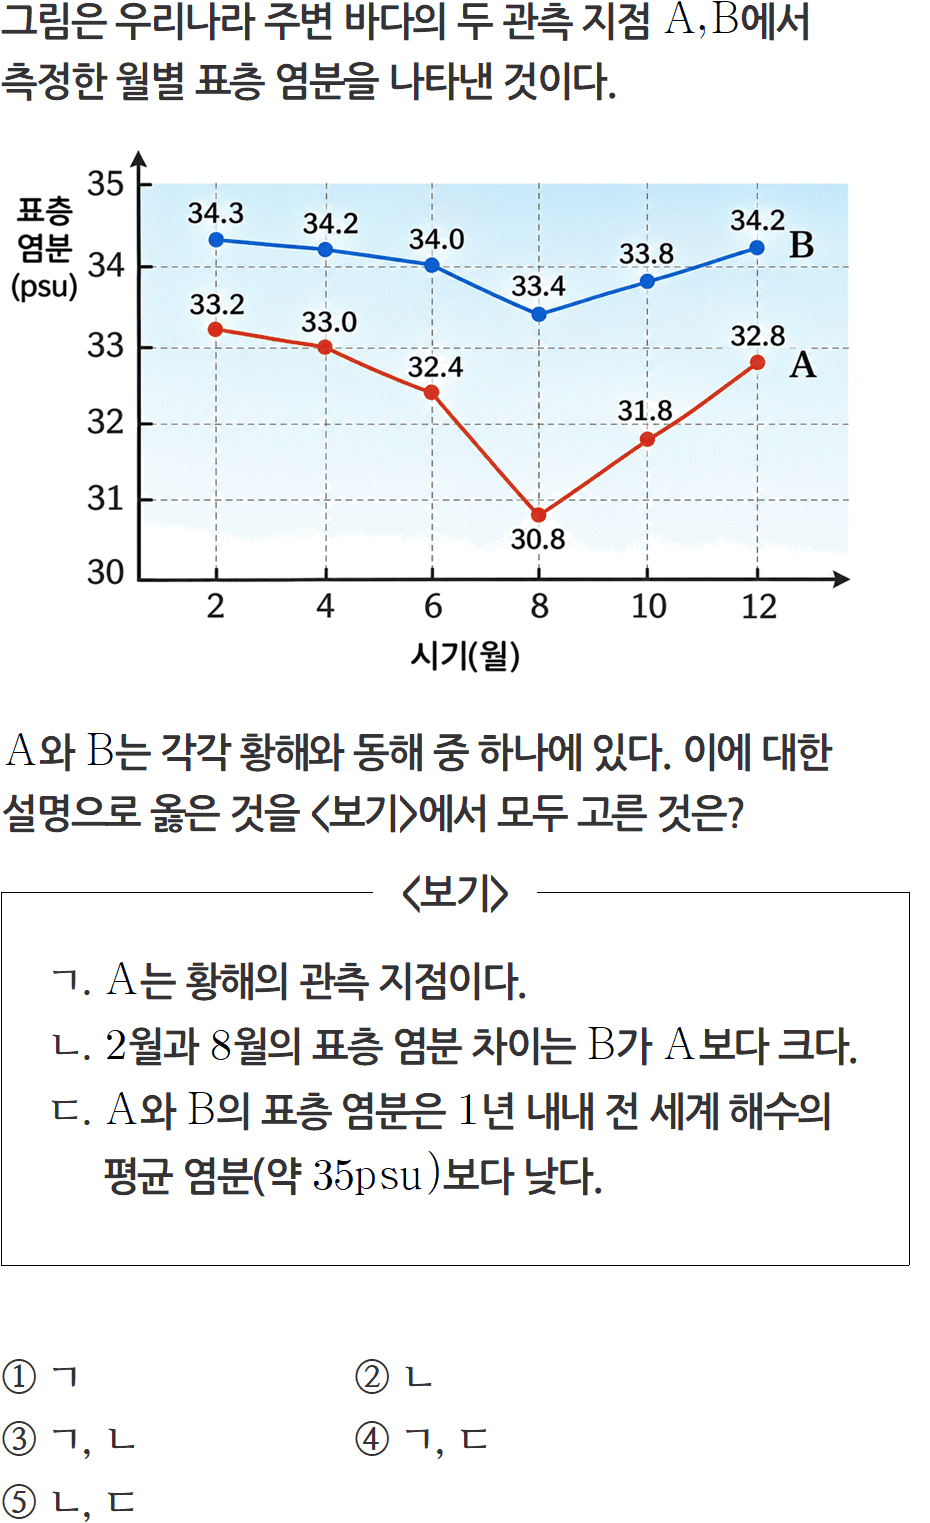 그림은 우리나라 주변 바다의 두 관측 지점 A,B에서
측정한 월별 표층 염분을 나타낸 것이다.
표층
염분
(psu)
35
34
33
32
31
30
34.3
34.2
34.0
33.4
33.8
34.2
B
33.2
33.0
32.4
30.8
31.8
32.8
A
2 4 6 8 10 12
시기(월)
A와 B는 각각 황해와 동해 중 하나에 있다. 이에 대한
설명으로 옳은 것을 <보기>에서 모두 고른 것은?
<보기>
ㄱ. A는 황해의 관측 지점이다.
ㄴ. 2월과 8월의 표층 염분 차이는 B가 A보다 크다.
ㄷ. A와 B의 표층 염분은 1년 내내 전 세계 해수의
평균 염분(약 35psu)보다 낮다.
① ㄱ ② ㄴ
③ ㄱ, ㄴ ④ ㄱ, ㄷ
⑤ ㄴ, ㄷ